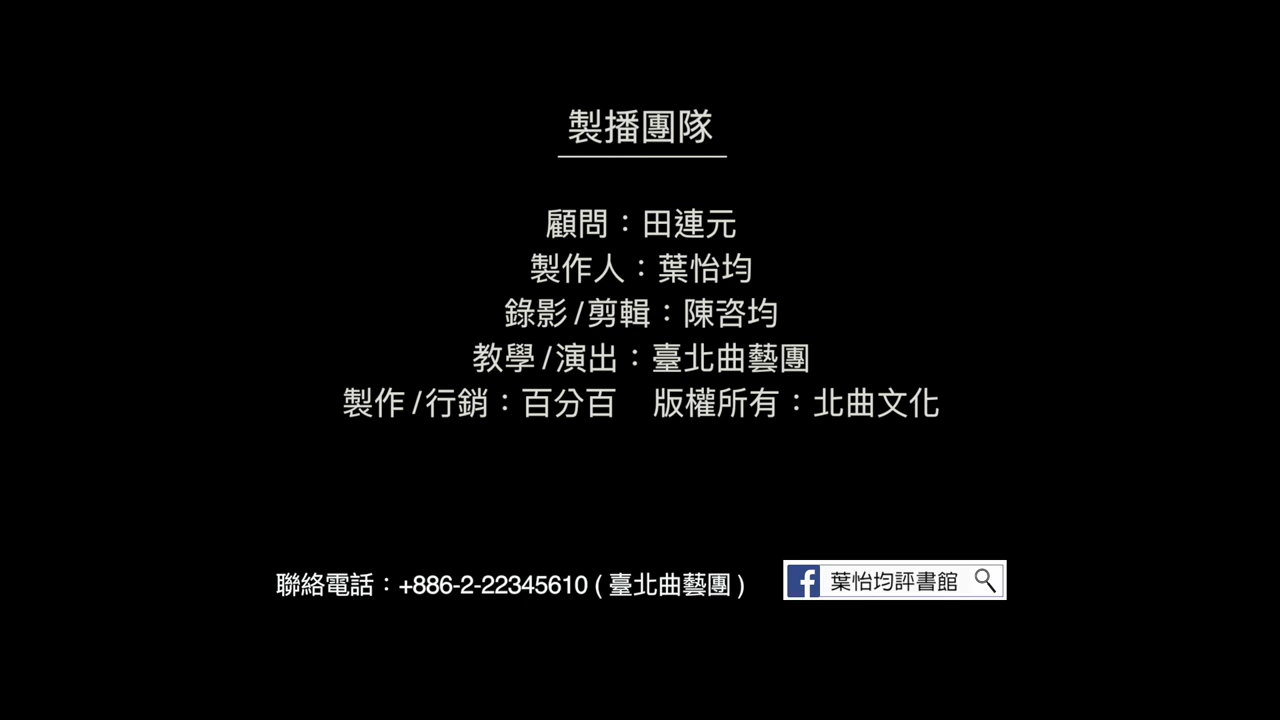 製播團隊
顧問：田連元
製作人：葉怡均
錄影/剪輯：陳咨均
教學/演出：臺北曲藝團
製作/行銷：百分百　版權所有：北曲文化
聯絡電話：+886-2-22345610 ( 臺北曲藝團 )
f 葉怡均評書館